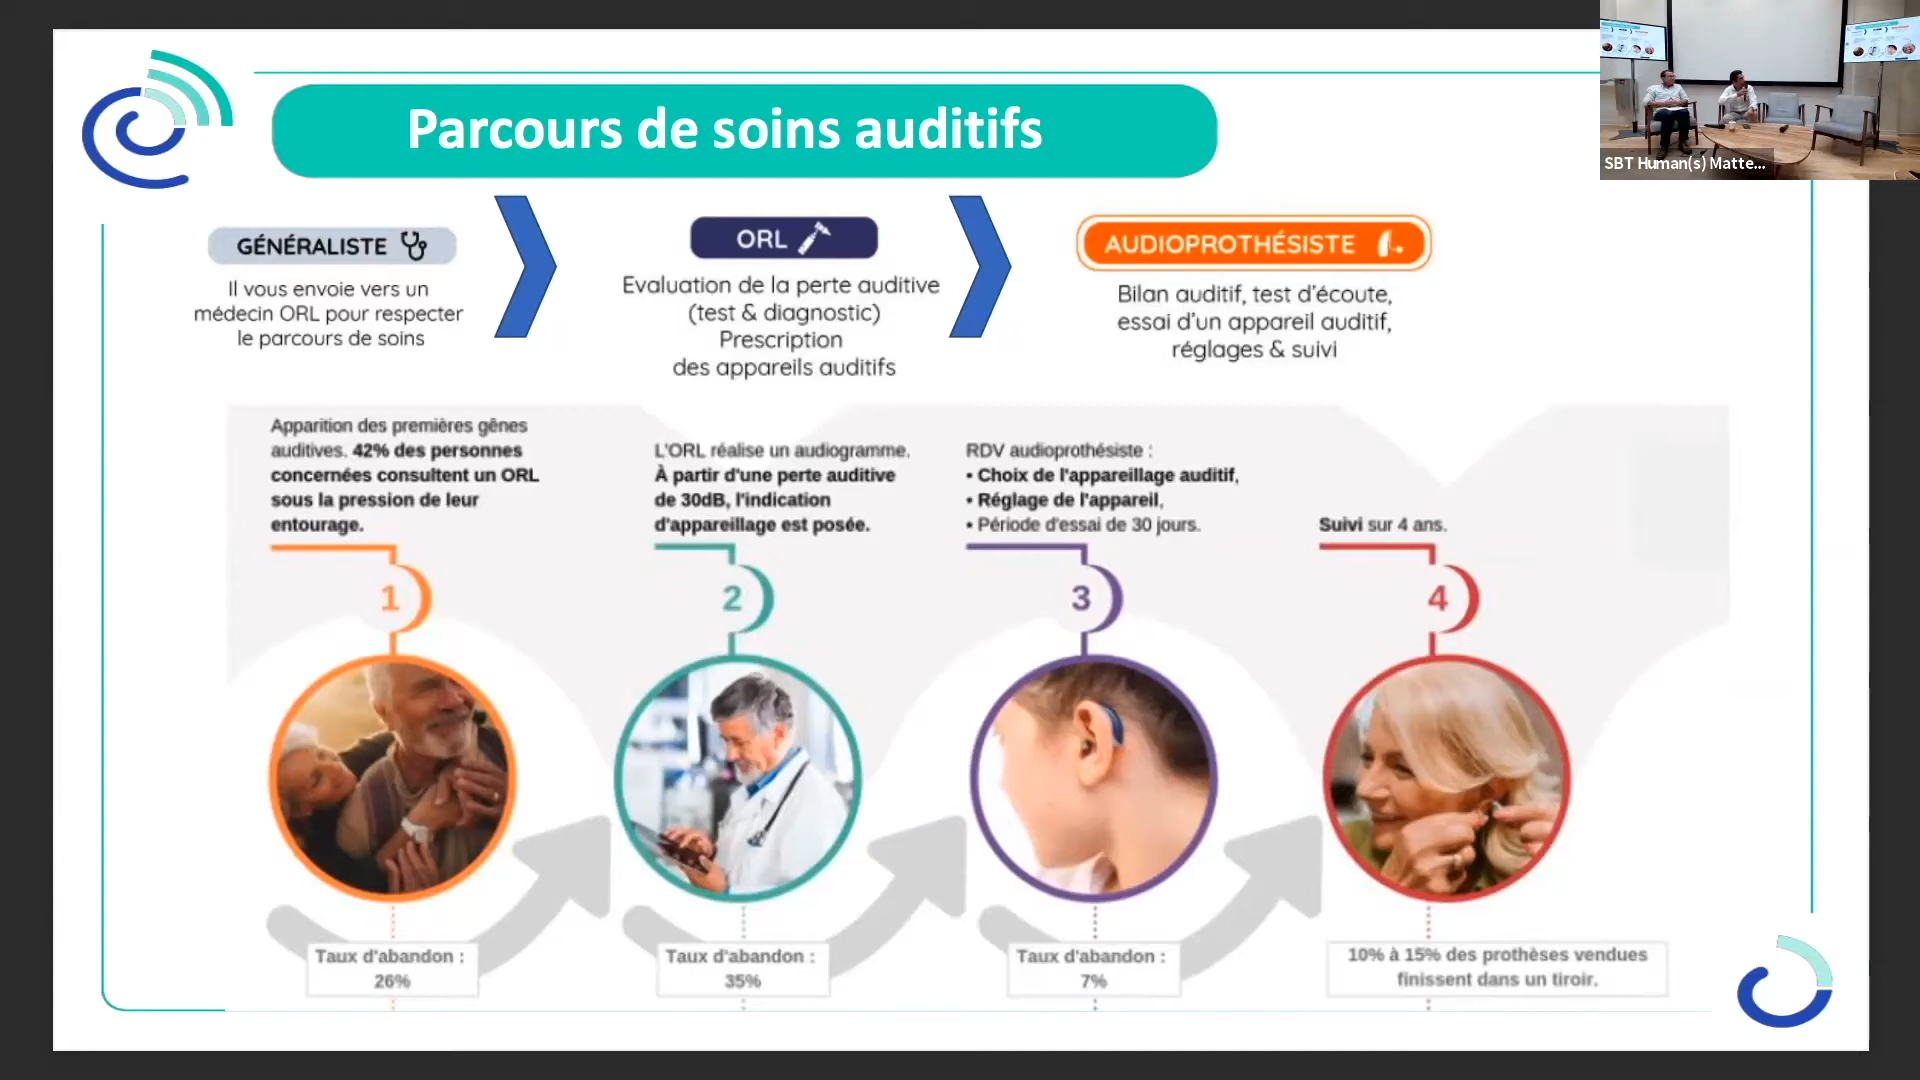 Parcours de soins auditifs
SBT Human(s) Matte...
GÉNÉRALISTE
Il vous envoie vers un
médecin ORL pour respecter
le parcours de soins
ORL
Evaluation de la perte auditive
(test & diagnostic)
Prescription
des appareils auditifs
AUDIOPROTHÉSISTE
Bilan auditif, test d'écoute,
essai d'un appareil auditif,
réglages & suivi
Apparition des premières gênes
auditives. 42% des personnes
concernées consultent un ORL
sous la pression de leur
entourage.
L'ORL réalise un audiogramme.
À partir d'une perte auditive
de 30dB, l'indication
d'appareillage est posée.
RDV audioprothésiste :
• Choix de l'appareillage auditif,
• Réglage de l'appareil,
• Période d'essai de 30 jours.
Suivi sur 4 ans.
1
2
3
4
Taux d'abandon :
26%
Taux d'abandon :
35%
Taux d'abandon :
7%
10% à 15% des prothèses vendues
finissent dans un tiroir.